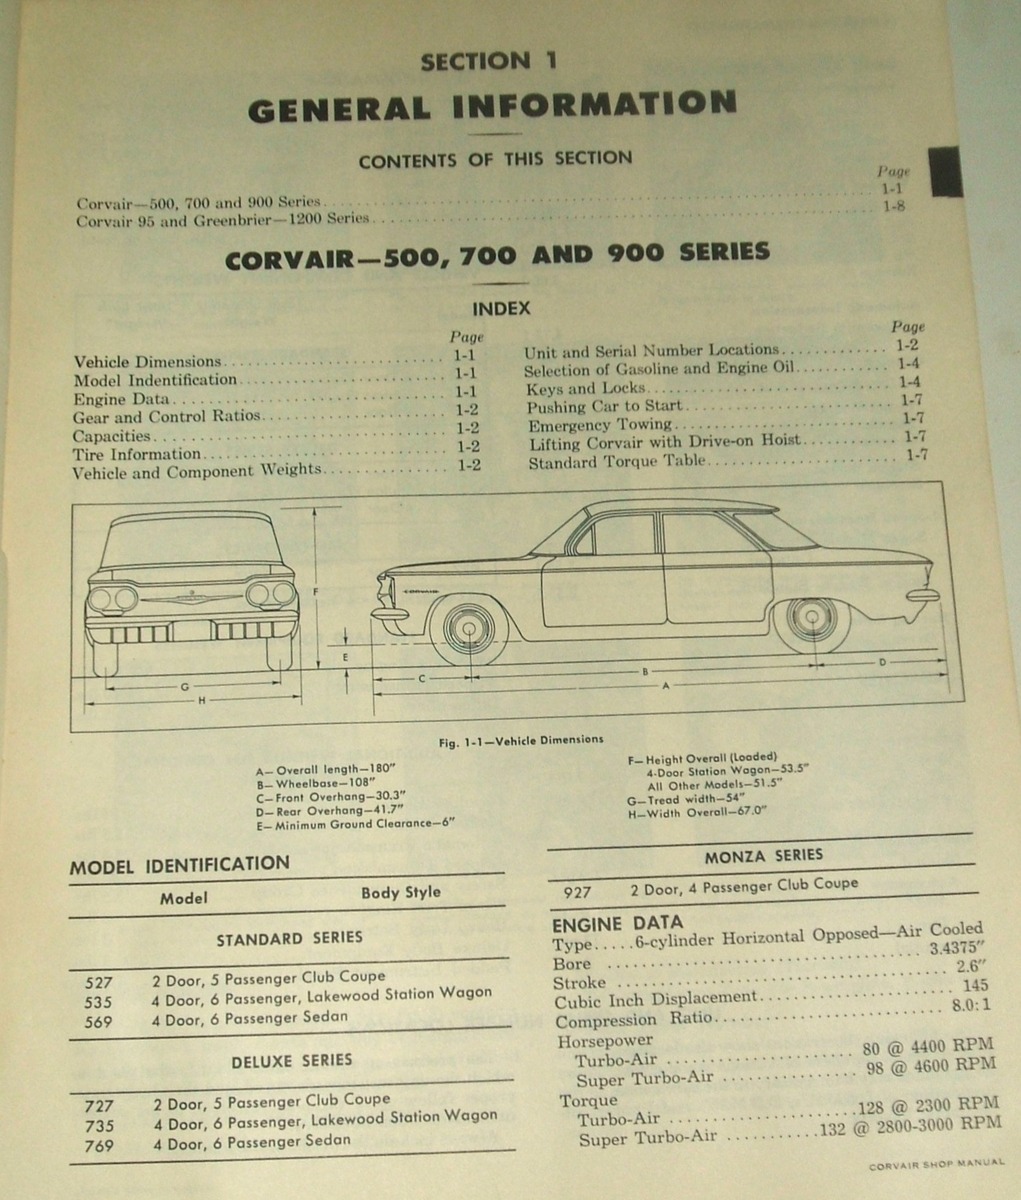 SECTION 1
GENERAL INFORMATION
CONTENTS OF THIS SECTION
Page
Corvair—500, 700 and 900 Series 1-1
Corvair 95 and Greenbrier—1200 Series 1-8
CORVAIR—500, 700 AND 900 SERIES
INDEX
Page
Vehicle Dimensions 1-1
Model Indentification 1-1
Engine Data 1-1
Gear and Control Ratios 1-2
Capacities 1-2
Tire Information 1-2
Vehicle and Component Weights 1-2
Page
Unit and Serial Number Locations 1-2
Selection of Gasoline and Engine Oil 1-4
Keys and Locks 1-4
Pushing Car to Start 1-7
Emergency Towing 1-7
Lifting Corvair with Drive-on Hoist 1-7
Standard Torque Table 1-7
CORVAIR
F
E
G
H
C
B
D
A
Fig. 1-1—Vehicle Dimensions
A—Overall length—180"
B—Wheelbase—108"
C—Front Overhang—30.3"
D—Rear Overhang—41.7"
E—Minimum Ground Clearance—6"
F—Height Overall (Loaded)
4-Door Station Wagon—53.5"
All Other Models—51.5"
G—Tread width—54"
H—Width Overall—67.0"
MODEL IDENTIFICATION
Model Body Style
STANDARD SERIES
527 2 Door, 5 Passenger Club Coupe
535 4 Door, 6 Passenger, Lakewood Station Wagon
569 4 Door, 6 Passenger Sedan
DELUXE SERIES
727 2 Door, 5 Passenger Club Coupe
735 4 Door, 6 Passenger, Lakewood Station Wagon
769 4 Door, 6 Passenger Sedan
MONZA SERIES
927 2 Door, 4 Passenger Club Coupe
ENGINE DATA
Type.....6-cylinder Horizontal Opposed—Air Cooled
Bore 3.4375"
Stroke 2.6"
Cubic Inch Displacement 145
Compression Ratio 8.0:1
Horsepower
Turbo-Air 80 @ 4400 RPM
Super Turbo-Air 98 @ 4600 RPM
Torque
Turbo-Air 128 @ 2300 RPM
Super Turbo-Air 132 @ 2800-3000 RPM
CORVAIR SHOP MANUAL